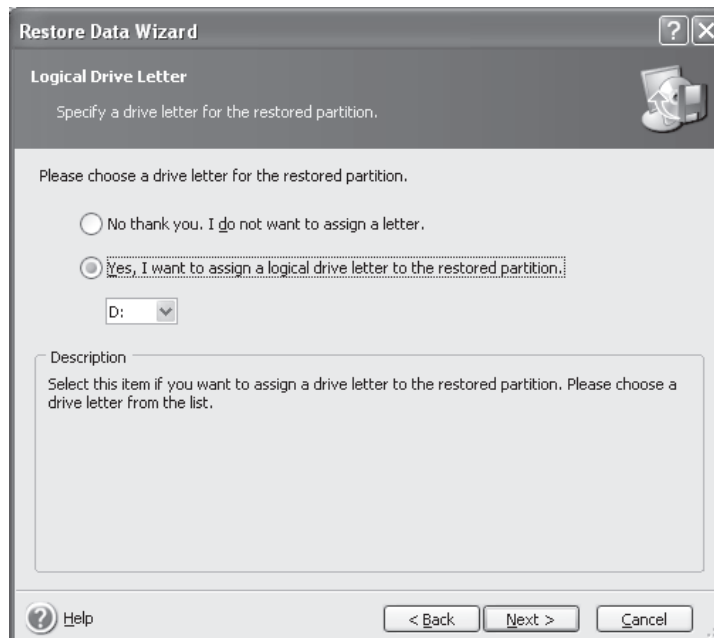 Restore Data Wizard
Logical Drive Letter
Specify a drive letter for the restored partition.
Please choose a drive letter for the restored partition.
No thank you. I do not want to assign a letter.
Yes, I want to assign a logical drive letter to the restored partition.
D:
Description
Select this item if you want to assign a drive letter to the restored partition. Please choose a
drive letter from the list.
? Help
< Back Next > Cancel